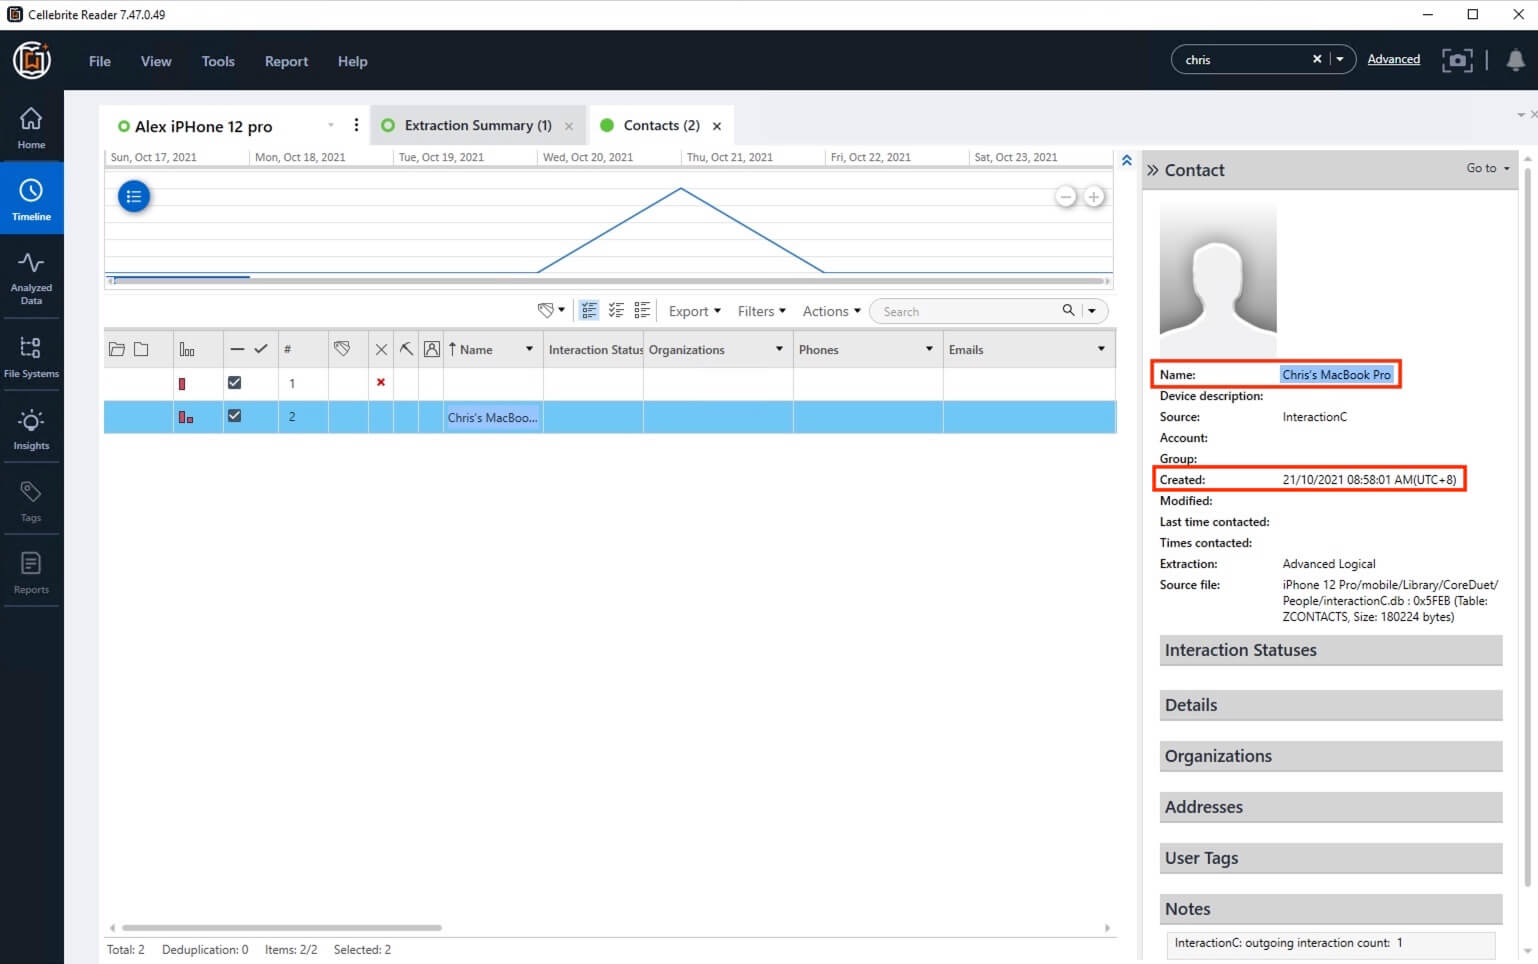 Cellebrite Reader 7.47.0.49
File View Tools Report Help
chris
Advanced
Home
Timeline
Analyzed
Data
File Systems
Insights
Tags
Reports
Alex iPHone 12 pro
Extraction Summary (1)
Contacts (2)
Sun, Oct 17, 2021 Mon, Oct 18, 2021 Tue, Oct 19, 2021 Wed, Oct 20, 2021 Thu, Oct 21, 2021 Fri, Oct 22, 2021 Sat, Oct 23, 2021
Export Filters Actions Search
# Name Interaction Status Organizations Phones Emails
1
2 Chris's MacBoo...
Total: 2 Deduplication: 0 Items: 2/2 Selected: 2
Contact
Go to
Name: Chris's MacBook Pro
Device description:
Source: InteractionC
Account:
Group:
Created: 21/10/2021 08:58:01 AM(UTC+8)
Modified:
Last time contacted:
Times contacted:
Extraction: Advanced Logical
Source file: iPhone 12 Pro/mobile/Library/CoreDuet/
People/interactionC.db : 0x5FEB (Table:
ZCONTACTS, Size: 180224 bytes)
Interaction Statuses
Details
Organizations
Addresses
User Tags
Notes
InteractionC: outgoing interaction count: 1